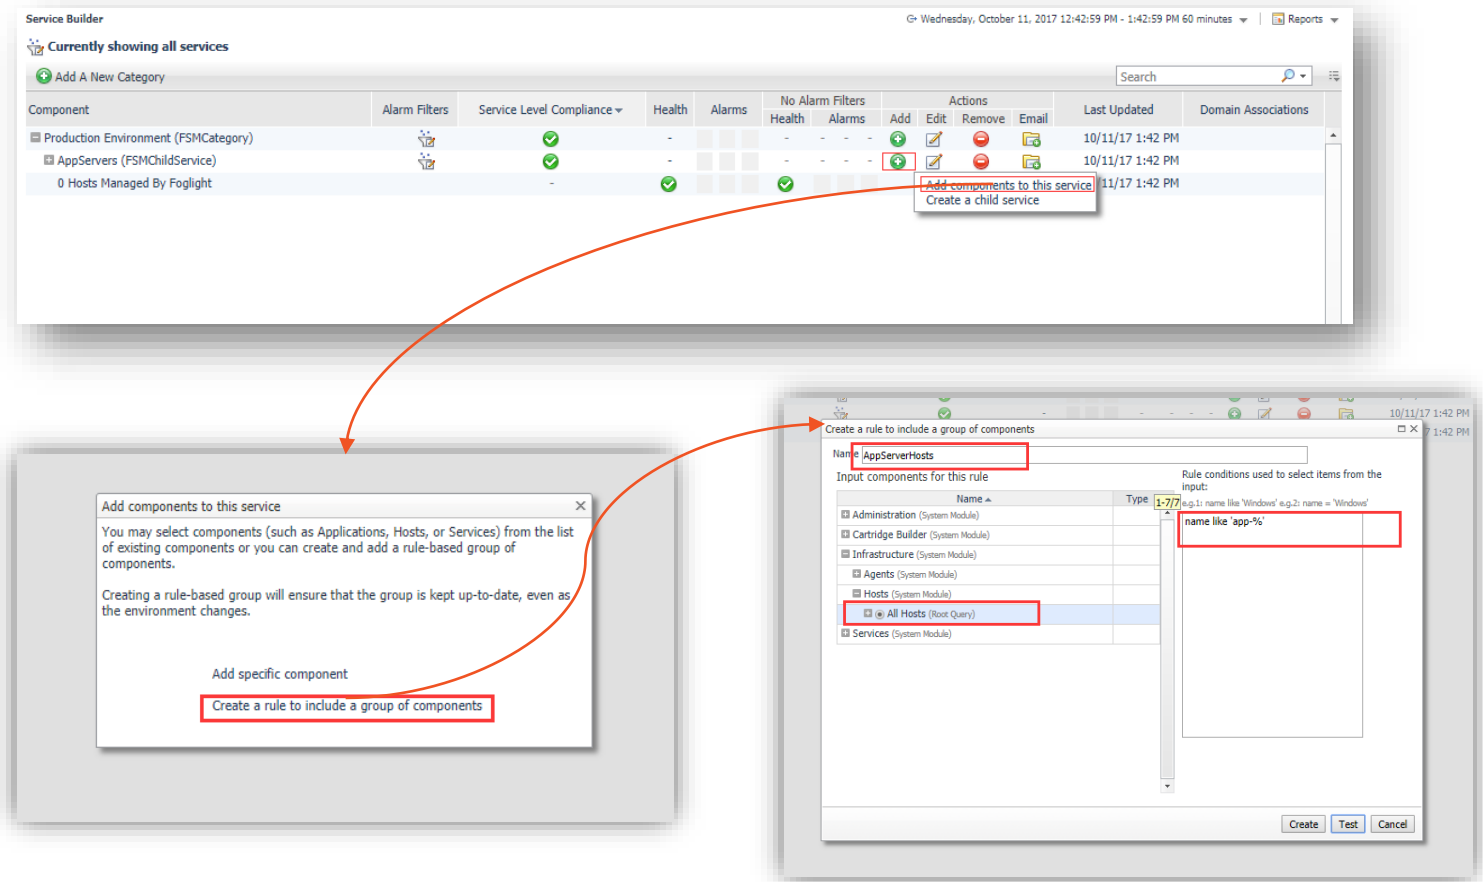 Service Builder
Wednesday, October 11, 2017 12:42:59 PM - 1:42:59 PM 60 minutes
Reports
Currently showing all services
Add A New Category
Search
Component
Alarm Filters
Service Level Compliance
Health
Alarms
No Alarm Filters
Health
Alarms
Actions
Add
Edit
Remove
Email
Last Updated
Domain Associations
Production Environment (FSMCategory)
-
- - - -
10/11/17 1:42 PM
AppServers (FSMChildService)
-
- - - -
10/11/17 1:42 PM
0 Hosts Managed By Foglight
-
11/17 1:42 PM
Add components to this service
Create a child service
Add components to this service
You may select components (such as Applications, Hosts, or Services) from the list
of existing components or you can create and add a rule-based group of
components.
Creating a rule-based group will ensure that the group is kept up-to-date, even as
the environment changes.
Add specific component
Create a rule to include a group of components
10/11/17 1:42 PM
7 1:42 PM
Create a rule to include a group of components
Name
AppServerHosts
Input components for this rule
Name
Type
1-7/7
Administration (System Module)
Cartridge Builder (System Module)
Infrastructure (System Module)
Agents (System Module)
Hosts (System Module)
All Hosts (Root Query)
Services (System Module)
Rule conditions used to select items from the
input:
e.g.1: name like 'Windows' e.g.2: name = 'Windows'
name like 'app-%'
Create
Test
Cancel